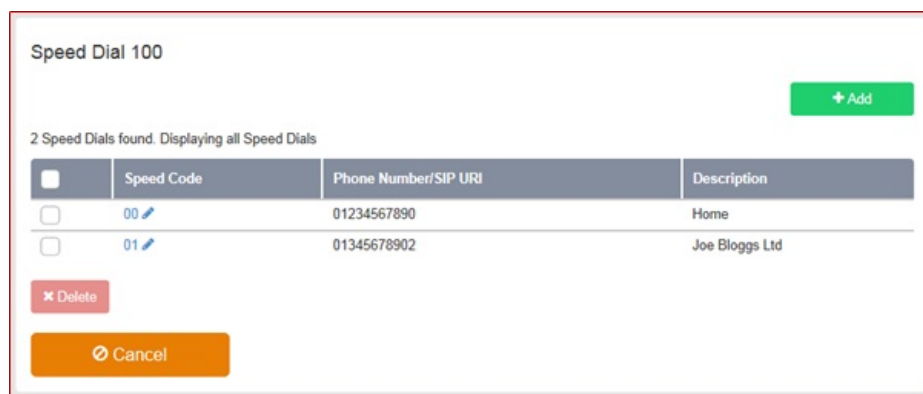 Speed Dial 100
+ Add
2 Speed Dials found. Displaying all Speed Dials
Speed Code Phone Number/SIP URI Description
00 01234567890 Home
01 01345678902 Joe Bloggs Ltd
Delete
Cancel